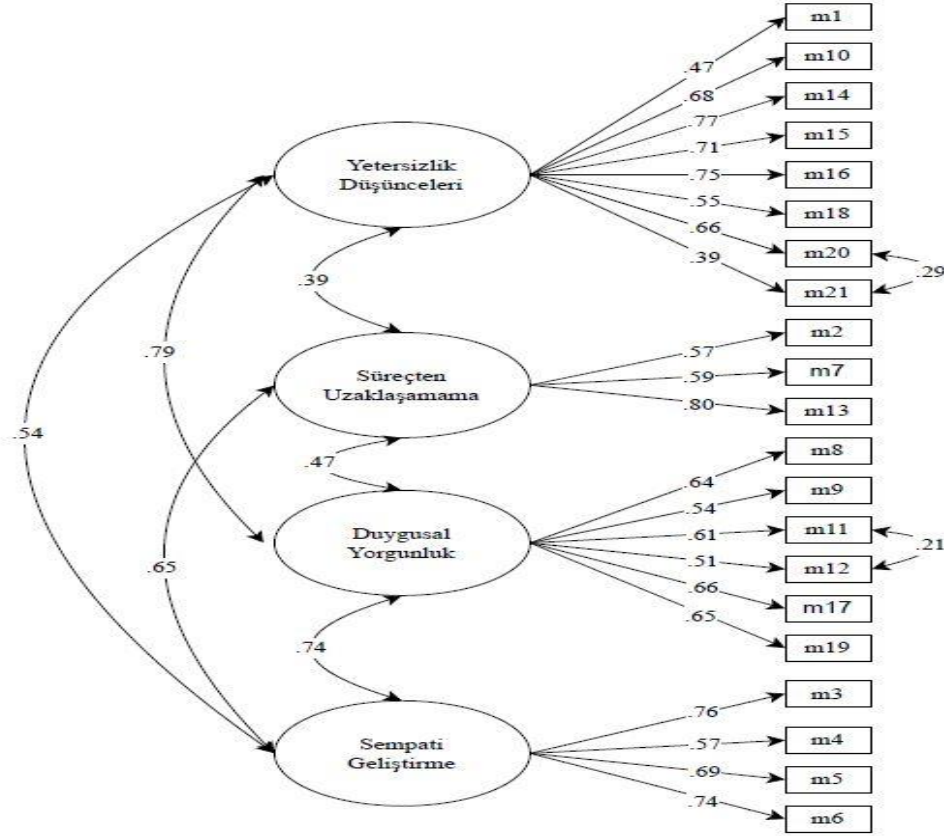 m1
.47
m10
.68
m14
.77
m15
.71
Yetersizlik
Düşünceleri
m16
.75
m18
.55
m20
.66
m21
.39
.29
.39
m2
.57
.79
Süreçten
Uzaklaşamama
m7
.59
m13
.80
.54
.47
m8
.64
m9
.54
Duygusal
Yorgunluk
m11
.61
m12
.51
.21
.65
m17
.66
m19
.65
.74
m3
.76
Sempati
Geliştirme
m4
.57
m5
.69
m6
.74